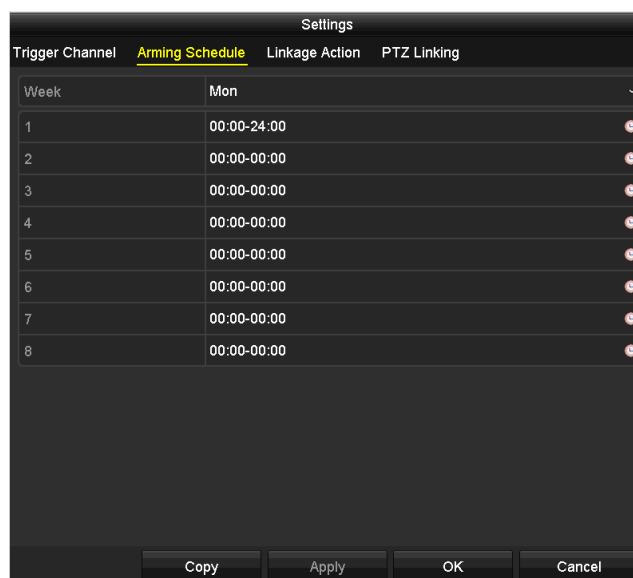 Settings
Trigger Channel Arming Schedule Linkage Action PTZ Linking
Week Mon
1 00:00-24:00
2 00:00-00:00
3 00:00-00:00
4 00:00-00:00
5 00:00-00:00
6 00:00-00:00
7 00:00-00:00
8 00:00-00:00
Copy Apply OK Cancel